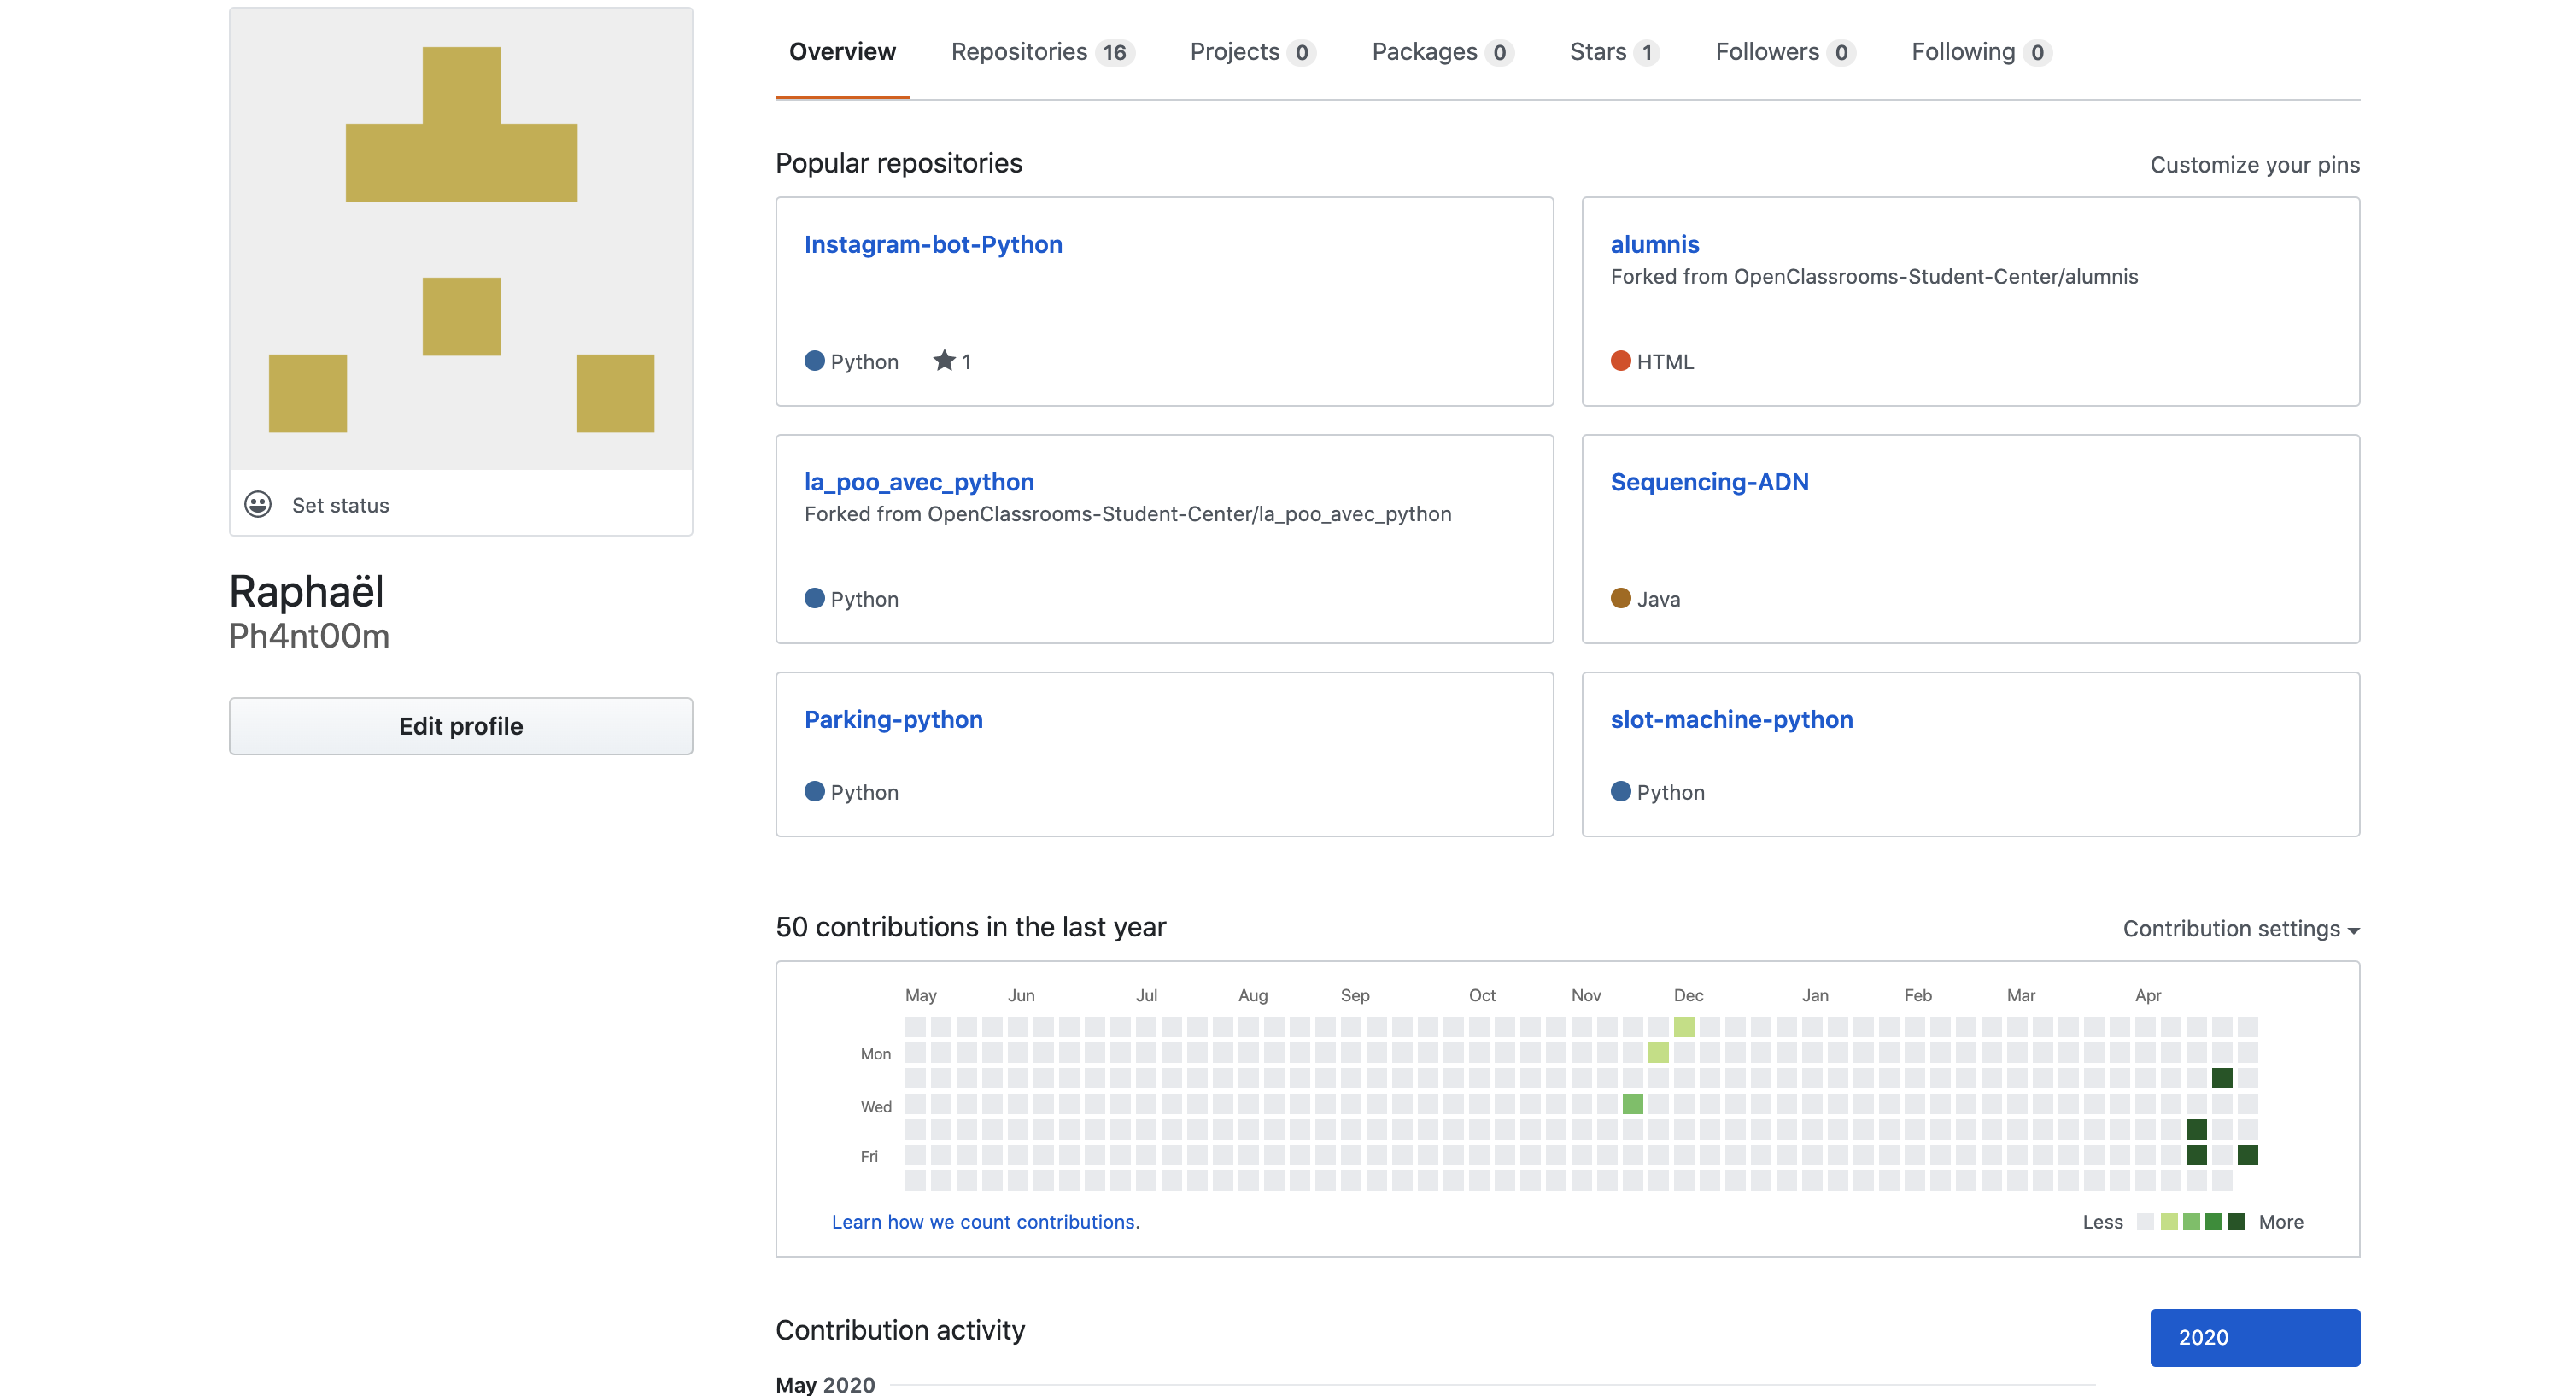 Overview Repositories 16 Projects 0 Packages 0 Stars 1 Followers 0 Following 0
Set status
Raphaël
Ph4nt00m
Edit profile
Popular repositories Customize your pins
Instagram-bot-Python
Python 1
alumnis
Forked from OpenClassrooms-Student-Center/alumnis
HTML
la_poo_avec_python
Forked from OpenClassrooms-Student-Center/la_poo_avec_python
Python
Sequencing-ADN
Java
Parking-python
Python
slot-machine-python
Python
50 contributions in the last year Contribution settings
May Jun Jul Aug Sep Oct Nov Dec Jan Feb Mar Apr
Mon
Wed
Fri
Learn how we count contributions. Less More
Contribution activity 2020
May 2020